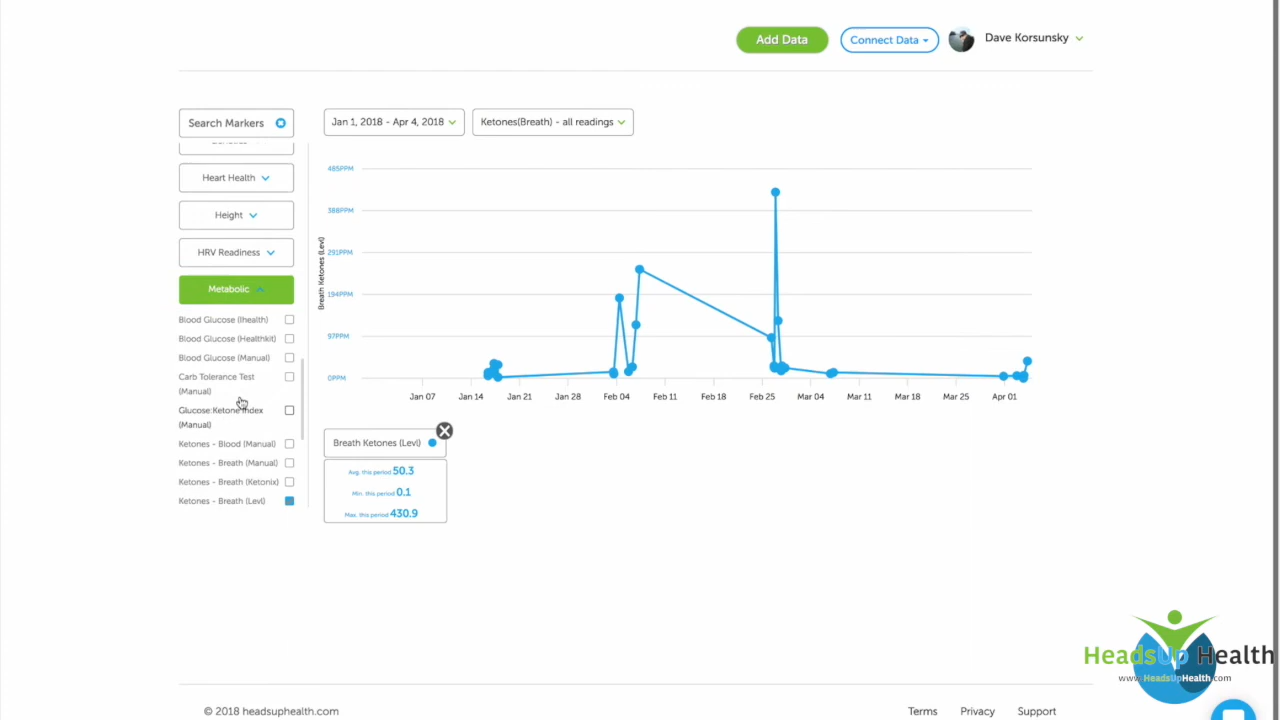 Add Data
Connect Data
Dave Korsunsky
Search Markers
Jan 1, 2018 - Apr 4, 2018
Ketones(Breath) - all readings
Heart Health
Height
HRV Readiness
Metabolic
Blood Glucose (Ihealth)
Blood Glucose (Healthkit)
Blood Glucose (Manual)
Carb Tolerance Test
(Manual)
Glucose:Ketone Index
(Manual)
Ketones - Blood (Manual)
Ketones - Breath (Manual)
Ketones - Breath (Ketonix)
Ketones - Breath (Levl)
Breath Ketones (Levl)
485PPM
388PPM
291PPM
194PPM
97PPM
0PPM
Jan 07 Jan 14 Jan 21 Jan 28 Feb 04 Feb 11 Feb 18 Feb 25 Mar 04 Mar 11 Mar 18 Mar 25 Apr 01
Breath Ketones (Levl)
Avg. this period 50.3
Min. this period 0.1
Max. this period 430.9
HeadsUp Health
www.HeadsUpHealth.com
© 2018 headsuphealth.com
Terms Privacy Support